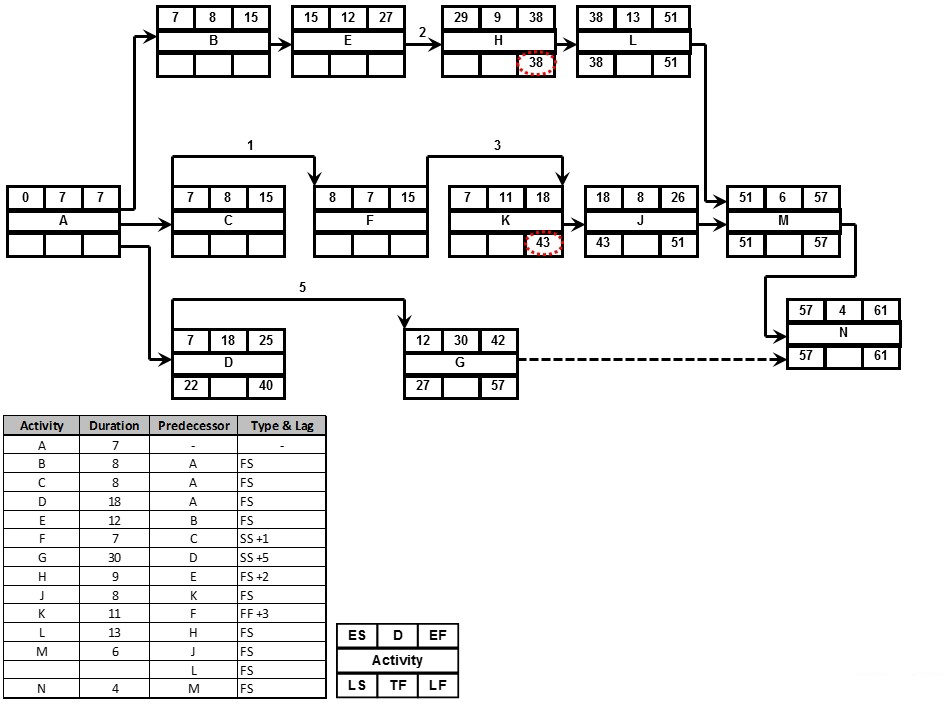 7 8 15
B
15 12 27
E
2
29 9 38
H
38
38 13 51
L
38 51
1
3
0 7 7
A
7 8 15
C
8 7 15
F
7 11 18
K
43
18 8 26
J
43 51
51 6 57
M
51 57
5
7 18 25
D
22 40
12 30 42
G
27 57
57 4 61
N
57 61
Activity Duration Predecessor Type & Lag
A 7 - -
B 8 A FS
C 8 A FS
D 18 A FS
E 12 B FS
F 7 C SS +1
G 30 D SS +5
H 9 E FS +2
J 8 K FS
K 11 F FF +3
L 13 H FS
M 6 J FS
L FS
N 4 M FS
ES D EF
Activity
LS TF LF